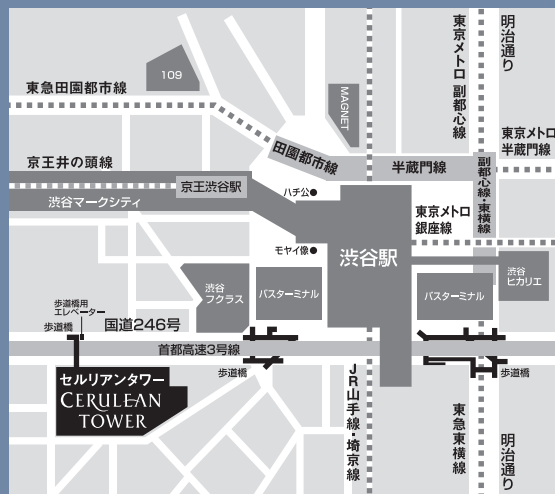 109
東急田園都市線
MAGNET
東京メトロ 副都心線
明治通り
東京メトロ
半蔵門線
田園都市線
半蔵門線
副都心線・東横線
京王井の頭線
京王渋谷駅
渋谷マークシティ
ハチ公
東京メトロ
銀座線
モヤイ像
渋谷駅
渋谷
フクラス
バスターミナル
バスターミナル
渋谷
ヒカリエ
歩道橋用
エレベーター
歩道橋
国道246号
首都高速3号線
歩道橋
歩道橋
セルリアンタワー
CERULEAN
TOWER
JR山手線・埼京線
東急東横線
明治通り